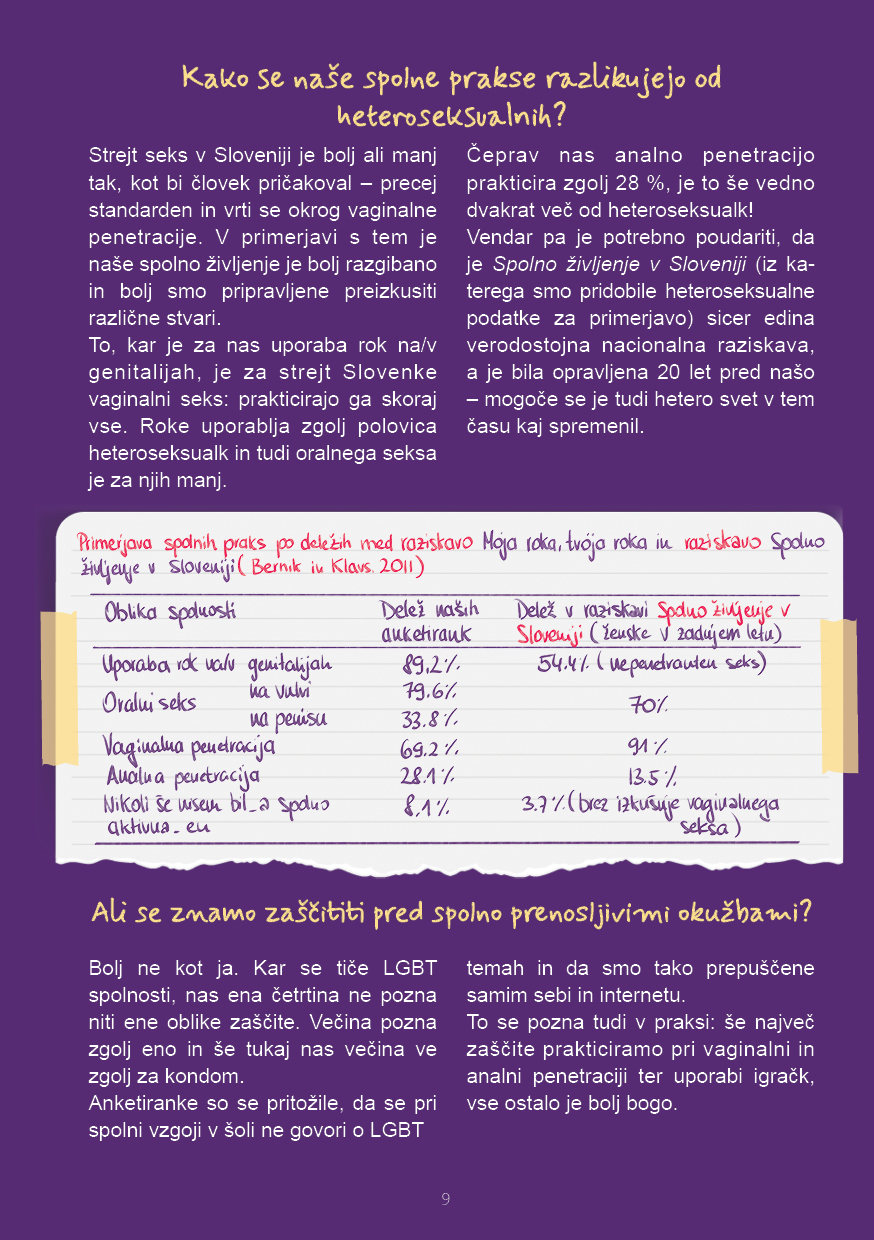 Kako se naše spolne prakse razlikujejo od
heteroseksualnih?
Strejt seks v Sloveniji je bolj ali manj
tak, kot bi človek pričakoval – precej
standarden in vrti se okrog vaginalne
penetracije. V primerjavi s tem je
naše spolno življenje je bolj razgibano
in bolj smo pripravljene preizkusiti
različne stvari.
To, kar je za nas uporaba rok na/v
genitalijah, je za strejt Slovenke
vaginalni seks: prakticirajo ga skoraj
vse. Roke uporablja zgolj polovica
heteroseksualk in tudi oralnega seksa
je za njih manj.
Čeprav nas analno penetracijo
prakticira zgolj 28 %, je to še vedno
dvakrat več od heteroseksualk!
Vendar pa je potrebno poudariti, da
je Spolno življenje v Sloveniji (iz ka-
terega smo pridobile heteroseksualne
podatke za primerjavo) sicer edina
verodostojna nacionalna raziskava,
a je bila opravljena 20 let pred našo
– mogoče se je tudi hetero svet v tem
času kaj spremenil.
Primerjava spolnih praks po deležih med raziskavo Moja roka, tvoja roka in raziskavo Spolno
življenje v Sloveniji (Bernik in Klavs. 2011)
Oblika spolnosti
Delež naših
anketirank
Delež v raziskavi Spolno življenje v
Sloveniji (ženske v zadnjem letu)
Uporaba rok na/v genitalijah 89.2% 54.4% (nepenetranten seks)
Oralni seks na vulvi 79.6% 70%
na penisu 33.8%
Vaginalna penetracija 69.2% 91%
Analna penetracija 28.1% 13.5%
Nikoli še nisem bil_a spolno 8,1% 3.7% (brez izkušnje vaginalnega
aktivna_en seksa)
Ali se znamo zaščititi pred spolno prenosljivimi okužbami?
Bolj ne kot ja. Kar se tiče LGBT
spolnosti, nas ena četrtina ne pozna
niti ene oblike zaščite. Večina pozna
zgolj eno in še tukaj nas večina ve
zgolj za kondom.
Anketiranke so se pritožile, da se pri
spolni vzgoji v šoli ne govori o LGBT
temah in da smo tako prepuščene
samim sebi in internetu.
To se pozna tudi v praksi: še največ
zaščite prakticiramo pri vaginalni in
analni penetraciji ter uporabi igračk,
vse ostalo je bolj bogo.
9